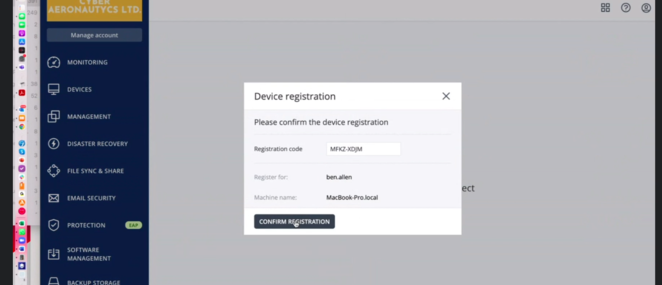 CYBER
AERONAUTYCS LTD.
Manage account
MONITORING
DEVICES
MANAGEMENT
DISASTER RECOVERY
FILE SYNC & SHARE
EMAIL SECURITY
PROTECTION
EAP
SOFTWARE
MANAGEMENT
BACKUP STORAGE
Device registration
Please confirm the device registration
Registration code
MFKZ-XDJM
Register for:
ben.allen
Machine name:
MacBook-Pro.local
CONFIRM REGISTRATION
ect